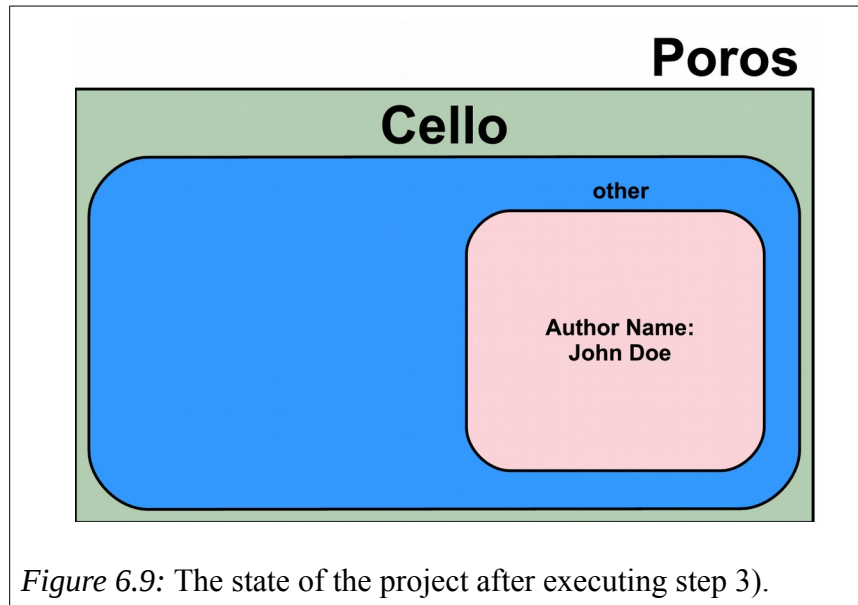 Poros
Cello
other
Author Name:
John Doe
Figure 6.9: The state of the project after executing step 3).